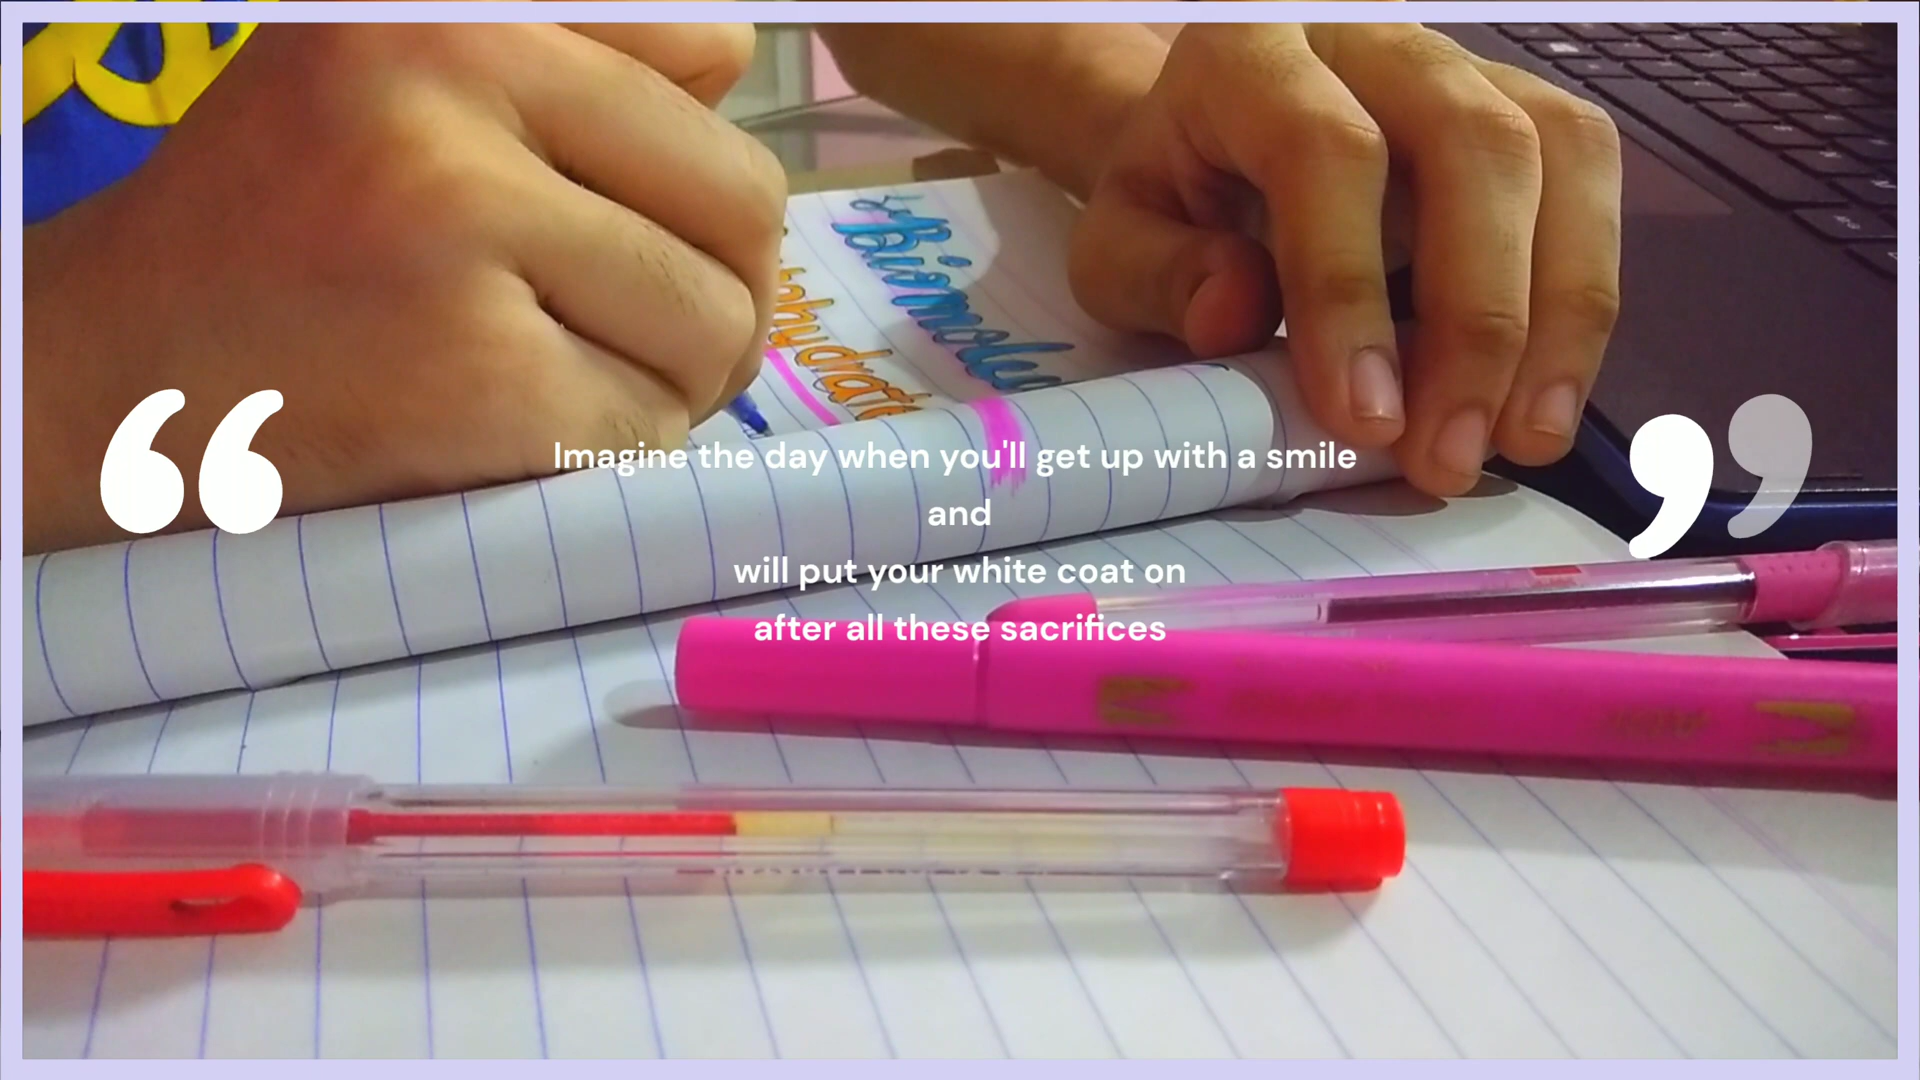 Imagine the day when you'll get up with a smile
and
will put your white coat on
after all these sacrifices